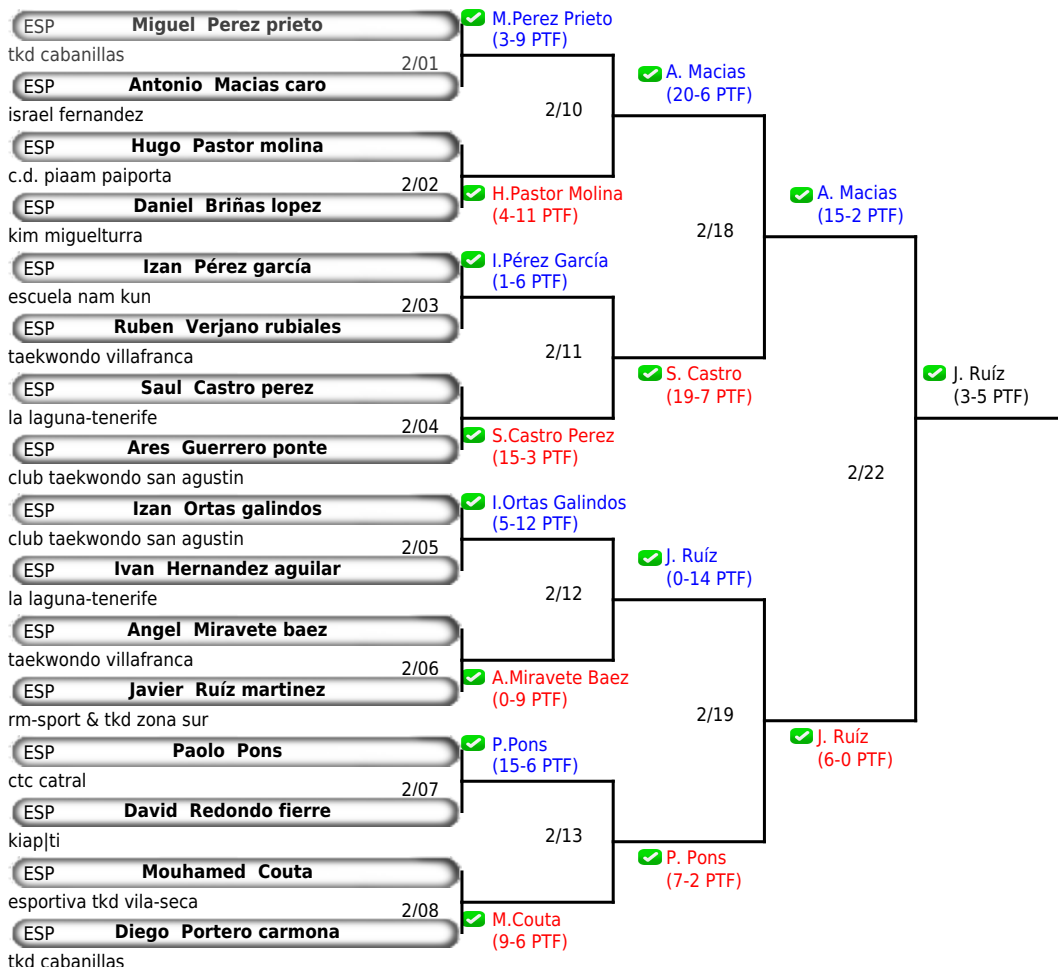 ESP Miguel Perez prieto
tkd cabanillas
2/01
ESP Antonio Macias caro
israel fernandez
ESP Hugo Pastor molina
c.d. piaam paiporta
2/02
ESP Daniel Briñas lopez
kim miguelturra
ESP Izan Pérez garcía
escuela nam kun
2/03
ESP Ruben Verjano rubiales
taekwondo villafranca
ESP Saul Castro perez
la laguna-tenerife
2/04
ESP Ares Guerrero ponte
club taekwondo san agustin
ESP Izan Ortas galindos
club taekwondo san agustin
2/05
ESP Ivan Hernandez aguilar
la laguna-tenerife
ESP Angel Miravete baez
taekwondo villafranca
2/06
ESP Javier Ruíz martinez
rm-sport & tkd zona sur
ESP Paolo Pons
ctc catral
2/07
ESP David Redondo fierre
kiap|ti
ESP Mouhamed Couta
esportiva tkd vila-seca
2/08
ESP Diego Portero carmona
tkd cabanillas
M.Perez Prieto
(3-9 PTF)
2/10
H.Pastor Molina
(4-11 PTF)
I.Pérez García
(1-6 PTF)
2/11
S.Castro Perez
(15-3 PTF)
I.Ortas Galindos
(5-12 PTF)
2/12
A.Miravete Baez
(0-9 PTF)
P.Pons
(15-6 PTF)
2/13
M.Couta
(9-6 PTF)
A. Macias
(20-6 PTF)
2/18
S. Castro
(19-7 PTF)
J. Ruíz
(0-14 PTF)
2/19
P. Pons
(7-2 PTF)
A. Macias
(15-2 PTF)
2/22
J. Ruíz
(6-0 PTF)
J. Ruíz
(3-5 PTF)